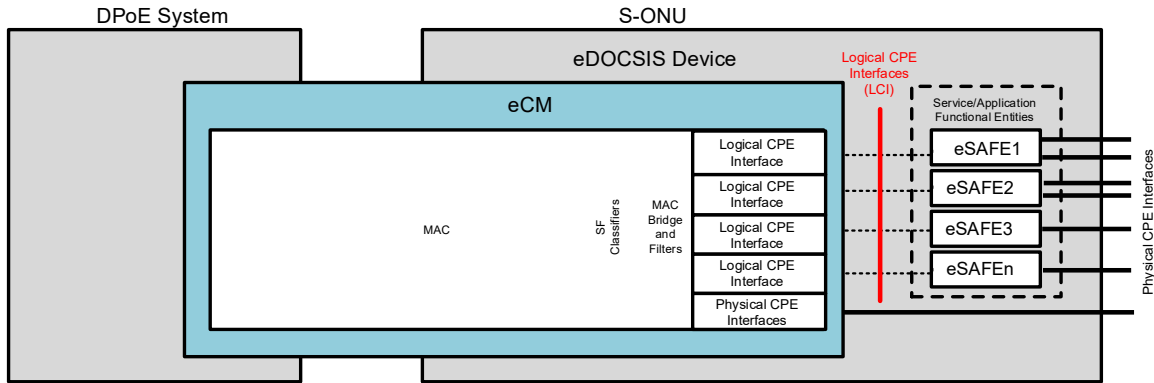 DPoE System
S-ONU
eDOCSIS Device
Logical CPE
Interfaces
(LCI)
eCM
Service/Application
Functional Entities
MAC
SF
Classifiers
MAC
Bridge
and
Filters
Logical CPE
Interface
Logical CPE
Interface
Logical CPE
Interface
Logical CPE
Interface
Physical CPE
Interfaces
eSAFE1
eSAFE2
eSAFE3
eSAFEn
Physical CPE Interfaces